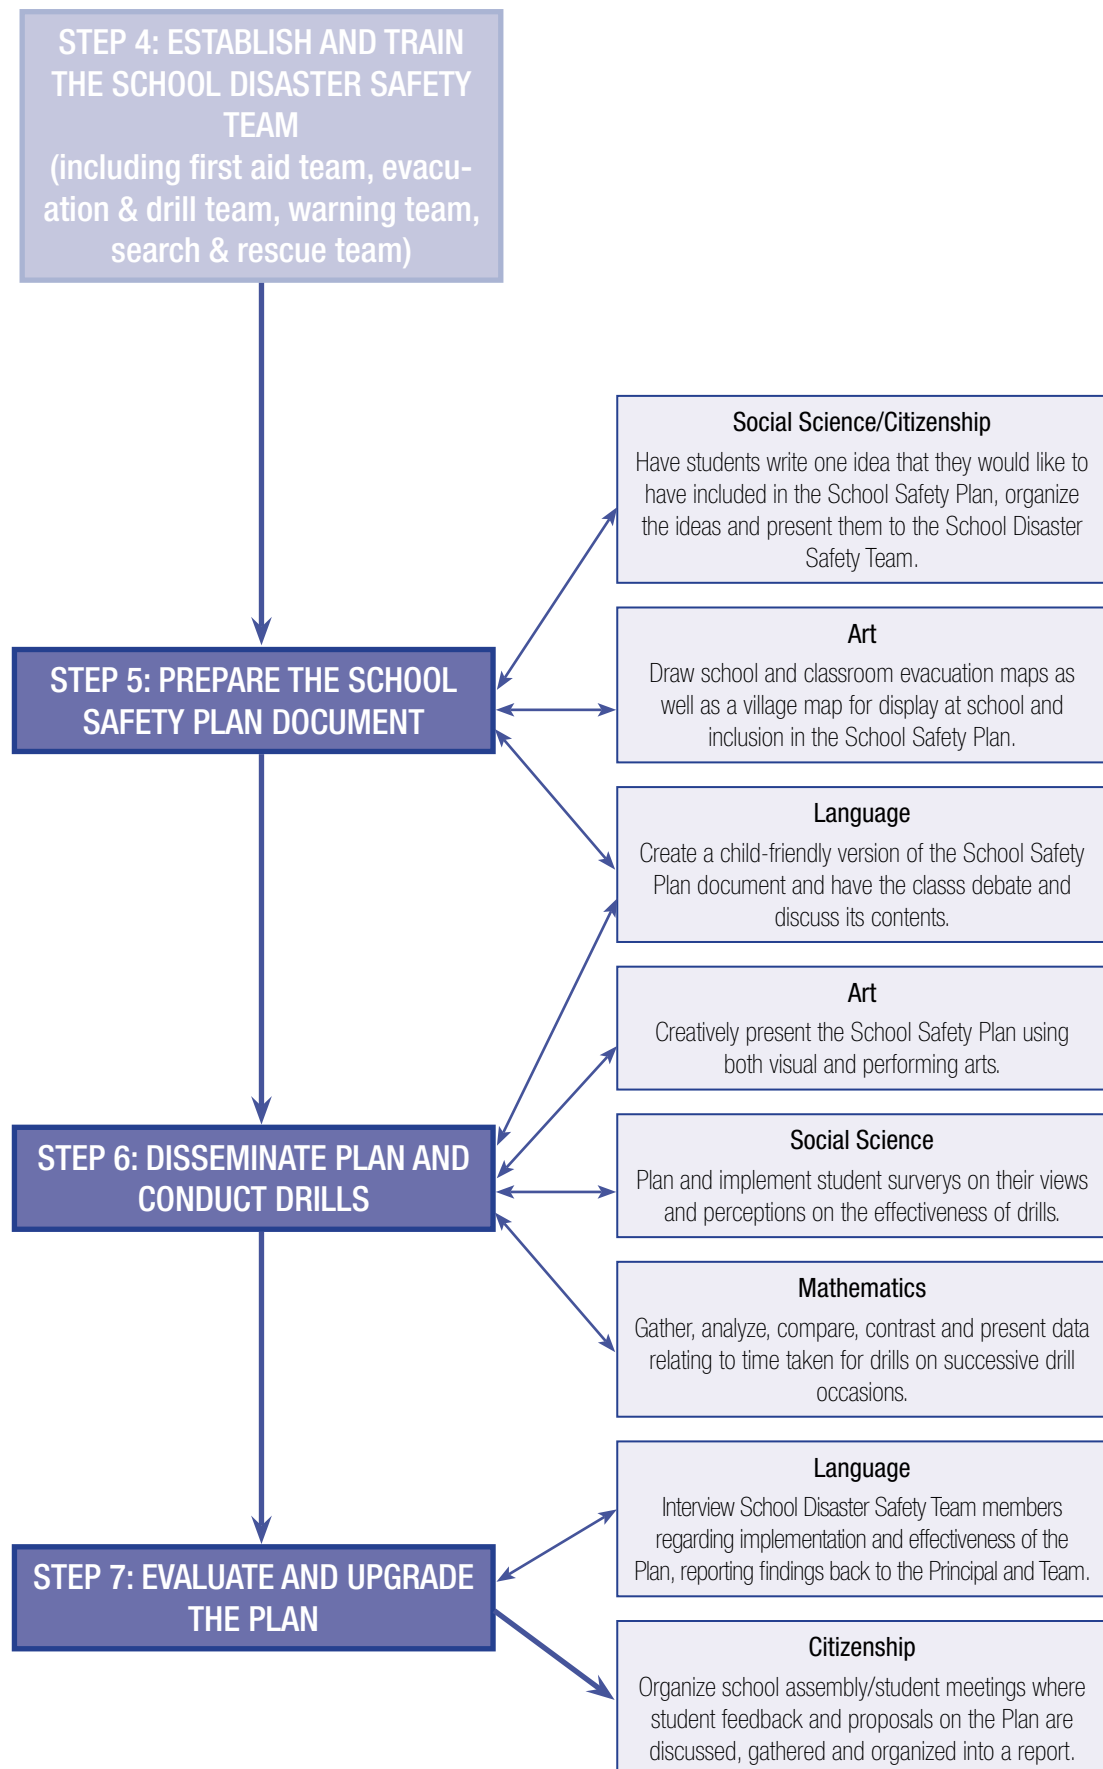 STEP 4: ESTABLISH AND TRAIN
THE SCHOOL DISASTER SAFETY
TEAM
(including first aid team, evacu-
ation & drill team, warning team,
search & rescue team)
Social Science/Citizenship
Have students write one idea that they would like to
have included in the School Safety Plan, organize
the ideas and present them to the School Disaster
Safety Team.
Art
Draw school and classroom evacuation maps as
well as a village map for display at school and
inclusion in the School Safety Plan.
STEP 5: PREPARE THE SCHOOL
SAFETY PLAN DOCUMENT
Language
Create a child-friendly version of the School Safety
Plan document and have the classs debate and
discuss its contents.
Art
Creatively present the School Safety Plan using
both visual and performing arts.
STEP 6: DISSEMINATE PLAN AND
CONDUCT DRILLS
Social Science
Plan and implement student surverys on their views
and perceptions on the effectiveness of drills.
Mathematics
Gather, analyze, compare, contrast and present data
relating to time taken for drills on successive drill
occasions.
Language
Interview School Disaster Safety Team members
regarding implementation and effectiveness of the
Plan, reporting findings back to the Principal and Team.
STEP 7: EVALUATE AND UPGRADE
THE PLAN
Citizenship
Organize school assembly/student meetings where
student feedback and proposals on the Plan are
discussed, gathered and organized into a report.